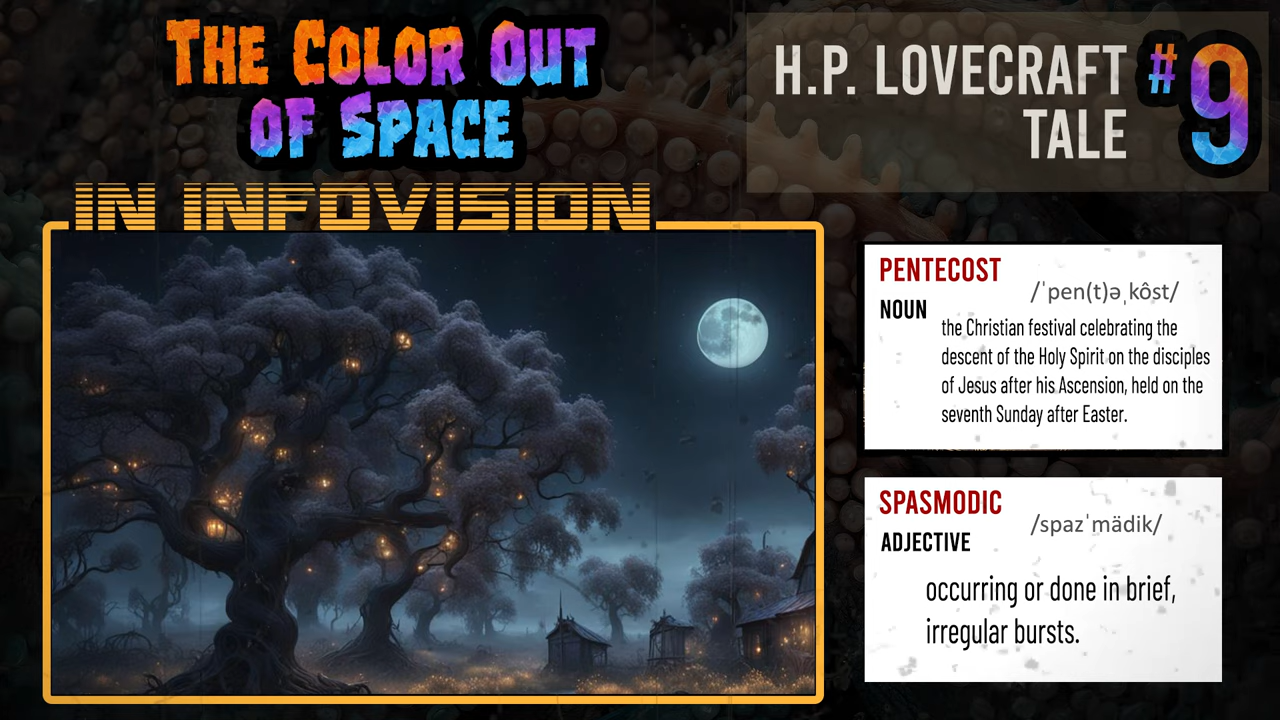 THE COLOR OUT
OF SPACE
IN INFOVISION
H.P. LOVECRAFT
TALE
#9
PENTECOST
/ˈpen(t)əˌkôst/
NOUN
the Christian festival celebrating the
descent of the Holy Spirit on the disciples
of Jesus after his Ascension, held on the
seventh Sunday after Easter.
SPASMODIC
/spazˈmädik/
ADJECTIVE
occurring or done in brief,
irregular bursts.